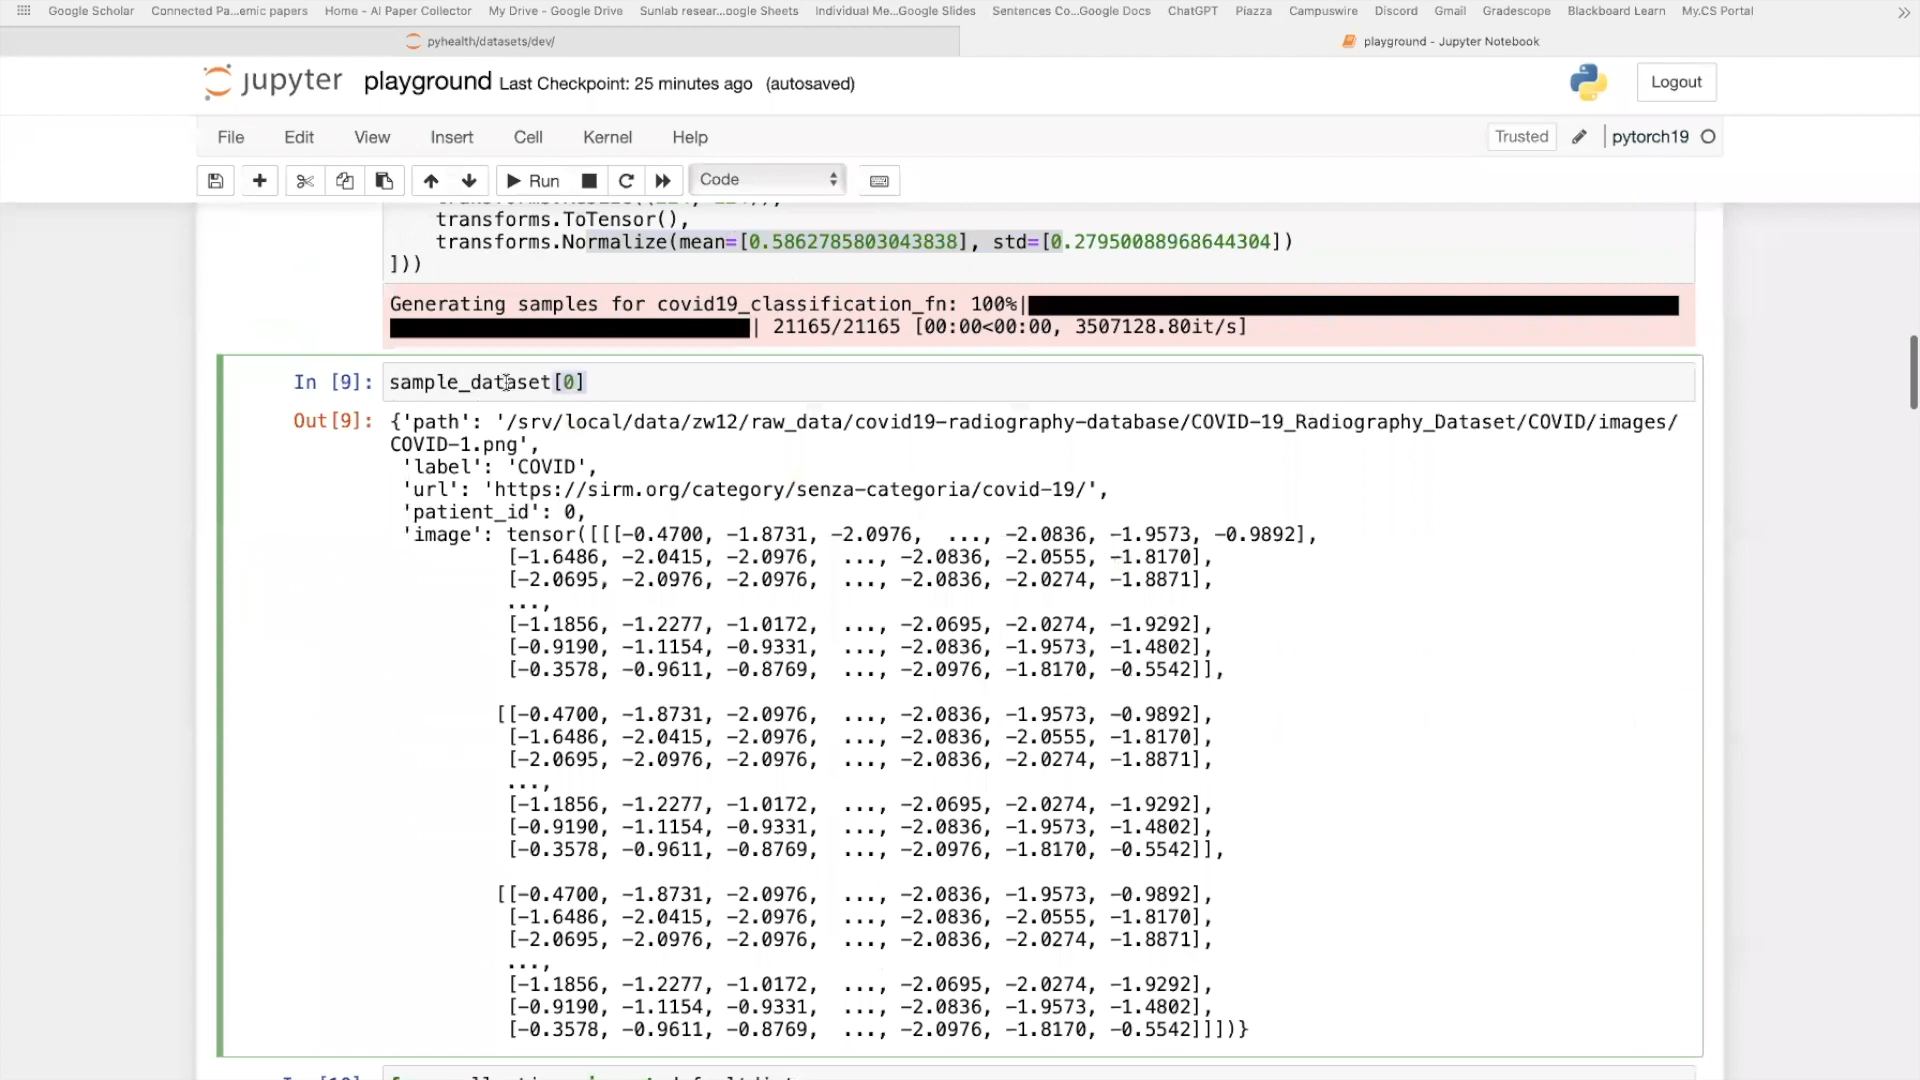 Google Scholar Connected Pa...emic papers Home - AI Paper Collector My Drive - Google Drive Sunlab resear...oogle Sheets Individual Me...Google Slides Sentences Co...Google Docs ChatGPT Piazza Campuswire Discord Gmail Gradescope Blackboard Learn My.CS Portal
pyhealth/datasets/dev/ playground - Jupyter Notebook
jupyter playground Last Checkpoint: 25 minutes ago (autosaved) Logout
File Edit View Insert Cell Kernel Help Trusted pytorch19
Run Code
transforms.ToTensor(),
transforms.Normalize(mean=[0.5862785803043838], std=[0.27950088968644304])
]))
Generating samples for covid19_classification_fn: 100%|
| 21165/21165 [00:00<00:00, 3507128.80it/s]
In [9]: sample_dataset[0]
Out[9]: {'path': '/srv/local/data/zw12/raw_data/covid19-radiography-database/COVID-19_Radiography_Dataset/COVID/images/
COVID-1.png',
'label': 'COVID',
'url': 'https://sirm.org/category/senza-categoria/covid-19/',
'patient_id': 0,
'image': tensor([[[-0.4700, -1.8731, -2.0976, ..., -2.0836, -1.9573, -0.9892],
[-1.6486, -2.0415, -2.0976, ..., -2.0836, -2.0555, -1.8170],
[-2.0695, -2.0976, -2.0976, ..., -2.0836, -2.0274, -1.8871],
...,
[-1.1856, -1.2277, -1.0172, ..., -2.0695, -2.0274, -1.9292],
[-0.9190, -1.1154, -0.9331, ..., -2.0836, -1.9573, -1.4802],
[-0.3578, -0.9611, -0.8769, ..., -2.0976, -1.8170, -0.5542]],
[[-0.4700, -1.8731, -2.0976, ..., -2.0836, -1.9573, -0.9892],
[-1.6486, -2.0415, -2.0976, ..., -2.0836, -2.0555, -1.8170],
[-2.0695, -2.0976, -2.0976, ..., -2.0836, -2.0274, -1.8871],
...,
[-1.1856, -1.2277, -1.0172, ..., -2.0695, -2.0274, -1.9292],
[-0.9190, -1.1154, -0.9331, ..., -2.0836, -1.9573, -1.4802],
[-0.3578, -0.9611, -0.8769, ..., -2.0976, -1.8170, -0.5542]],
[[-0.4700, -1.8731, -2.0976, ..., -2.0836, -1.9573, -0.9892],
[-1.6486, -2.0415, -2.0976, ..., -2.0836, -2.0555, -1.8170],
[-2.0695, -2.0976, -2.0976, ..., -2.0836, -2.0274, -1.8871],
...,
[-1.1856, -1.2277, -1.0172, ..., -2.0695, -2.0274, -1.9292],
[-0.9190, -1.1154, -0.9331, ..., -2.0836, -1.9573, -1.4802],
[-0.3578, -0.9611, -0.8769, ..., -2.0976, -1.8170, -0.5542]]])}